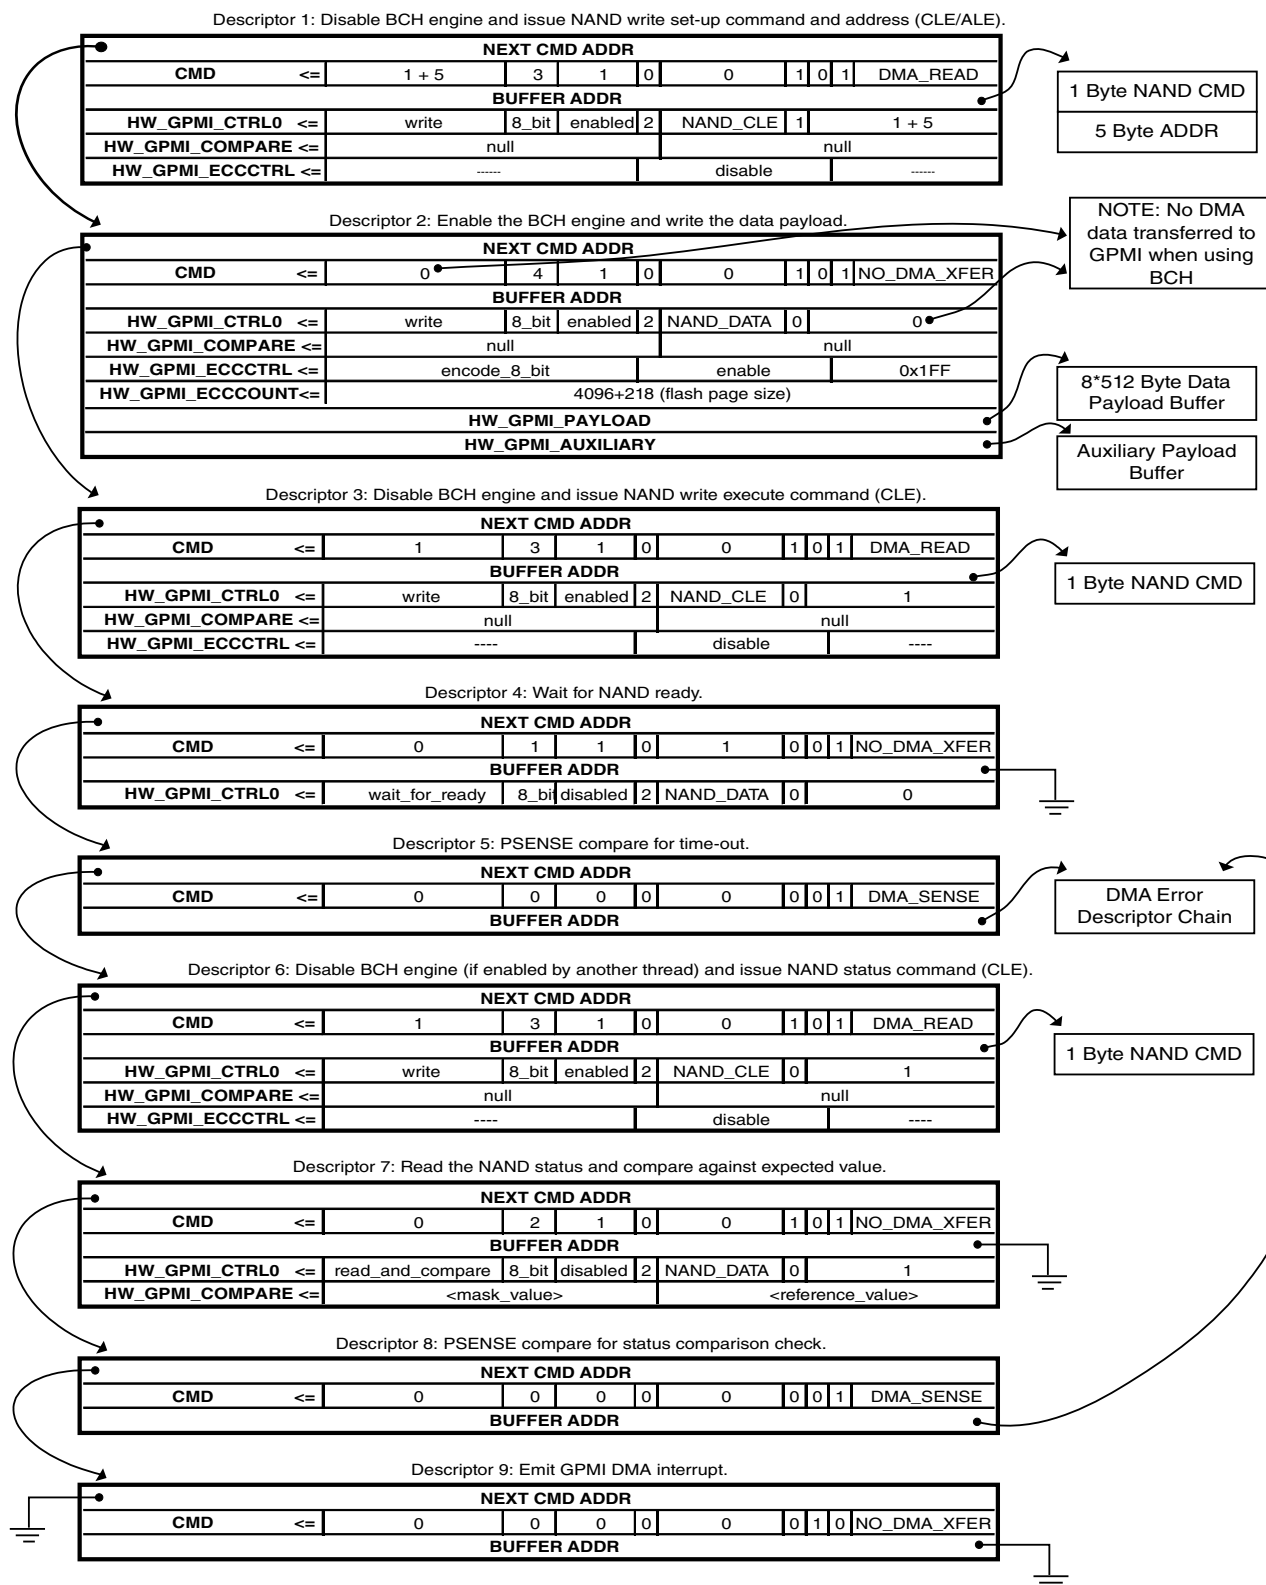 Descriptor 1: Disable BCH engine and issue NAND write set-up command and address (CLE/ALE).
NEXT CMD ADDR
CMD <= 1 + 5 3 1 0 0 1 0 1 DMA_READ
BUFFER ADDR
HW_GPMI_CTRL0 <= write 8_bit enabled 2 NAND_CLE 1 1 + 5
HW_GPMI_COMPARE <= null null
HW_GPMI_ECCCTRL <= ------ disable ------
1 Byte NAND CMD
5 Byte ADDR
Descriptor 2: Enable the BCH engine and write the data payload.
NEXT CMD ADDR
CMD <= 0 4 1 0 0 1 0 1 NO_DMA_XFER
BUFFER ADDR
HW_GPMI_CTRL0 <= write 8_bit enabled 2 NAND_DATA 0 0
HW_GPMI_COMPARE <= null null
HW_GPMI_ECCCTRL <= encode_8_bit enable 0x1FF
HW_GPMI_ECCCOUNT<= 4096+218 (flash page size)
HW_GPMI_PAYLOAD
HW_GPMI_AUXILIARY
NOTE: No DMA
data transferred to
GPMI when using
BCH
8*512 Byte Data
Payload Buffer
Auxiliary Payload
Buffer
Descriptor 3: Disable BCH engine and issue NAND write execute command (CLE).
NEXT CMD ADDR
CMD <= 1 3 1 0 0 1 0 1 DMA_READ
BUFFER ADDR
HW_GPMI_CTRL0 <= write 8_bit enabled 2 NAND_CLE 0 1
HW_GPMI_COMPARE <= null null
HW_GPMI_ECCCTRL <= ---- disable ----
1 Byte NAND CMD
Descriptor 4: Wait for NAND ready.
NEXT CMD ADDR
CMD <= 0 1 1 0 1 0 0 1 NO_DMA_XFER
BUFFER ADDR
HW_GPMI_CTRL0 <= wait_for_ready 8_bit disabled 2 NAND_DATA 0 0
Descriptor 5: PSENSE compare for time-out.
NEXT CMD ADDR
CMD <= 0 0 0 0 0 0 0 1 DMA_SENSE
BUFFER ADDR
DMA Error
Descriptor Chain
Descriptor 6: Disable BCH engine (if enabled by another thread) and issue NAND status command (CLE).
NEXT CMD ADDR
CMD <= 1 3 1 0 0 1 0 1 DMA_READ
BUFFER ADDR
HW_GPMI_CTRL0 <= write 8_bit enabled 2 NAND_CLE 0 1
HW_GPMI_COMPARE <= null null
HW_GPMI_ECCCTRL <= ---- disable ----
1 Byte NAND CMD
Descriptor 7: Read the NAND status and compare against expected value.
NEXT CMD ADDR
CMD <= 0 2 1 0 0 1 0 1 NO_DMA_XFER
BUFFER ADDR
HW_GPMI_CTRL0 <= read_and_compare 8_bit disabled 2 NAND_DATA 0 1
HW_GPMI_COMPARE <= <mask_value> <reference_value>
Descriptor 8: PSENSE compare for status comparison check.
NEXT CMD ADDR
CMD <= 0 0 0 0 0 0 0 1 DMA_SENSE
BUFFER ADDR
Descriptor 9: Emit GPMI DMA interrupt.
NEXT CMD ADDR
CMD <= 0 0 0 0 0 0 1 0 NO_DMA_XFER
BUFFER ADDR